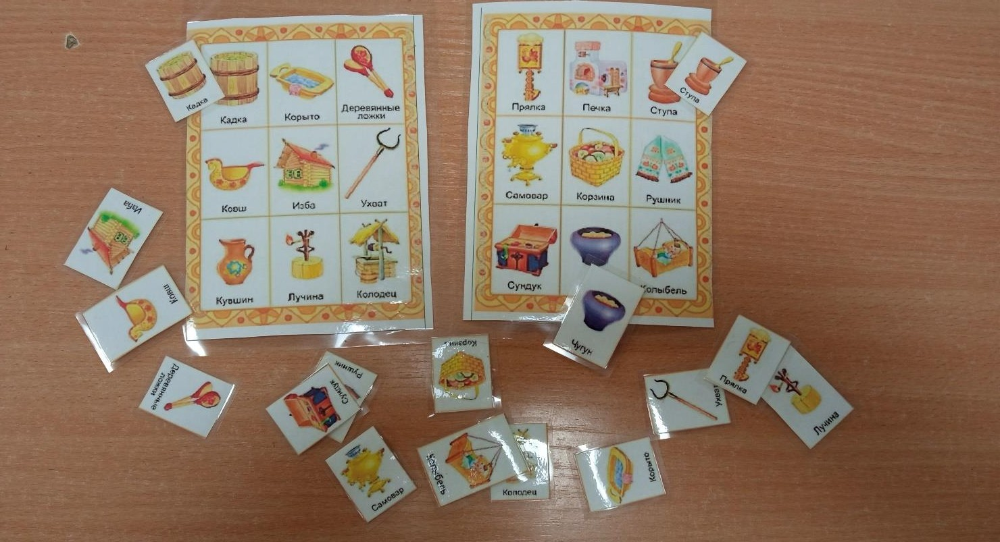 Кадка
Корыто
Деревянные
ложки
Ковш
Изба
Ухват
Кувшин
Лучина
Колодец
Прялка
Печка
Ступа
Самовар
Корзина
Рушник
Сундук
Колыбель
Кадка
Ступа
Изба
Ковш
Деревянные
ложки
Рушник
Сундук
Корзина
Чугун
Ухват
Прялка
Лучина
Самовар
Колыбель
Колодец
Корыто